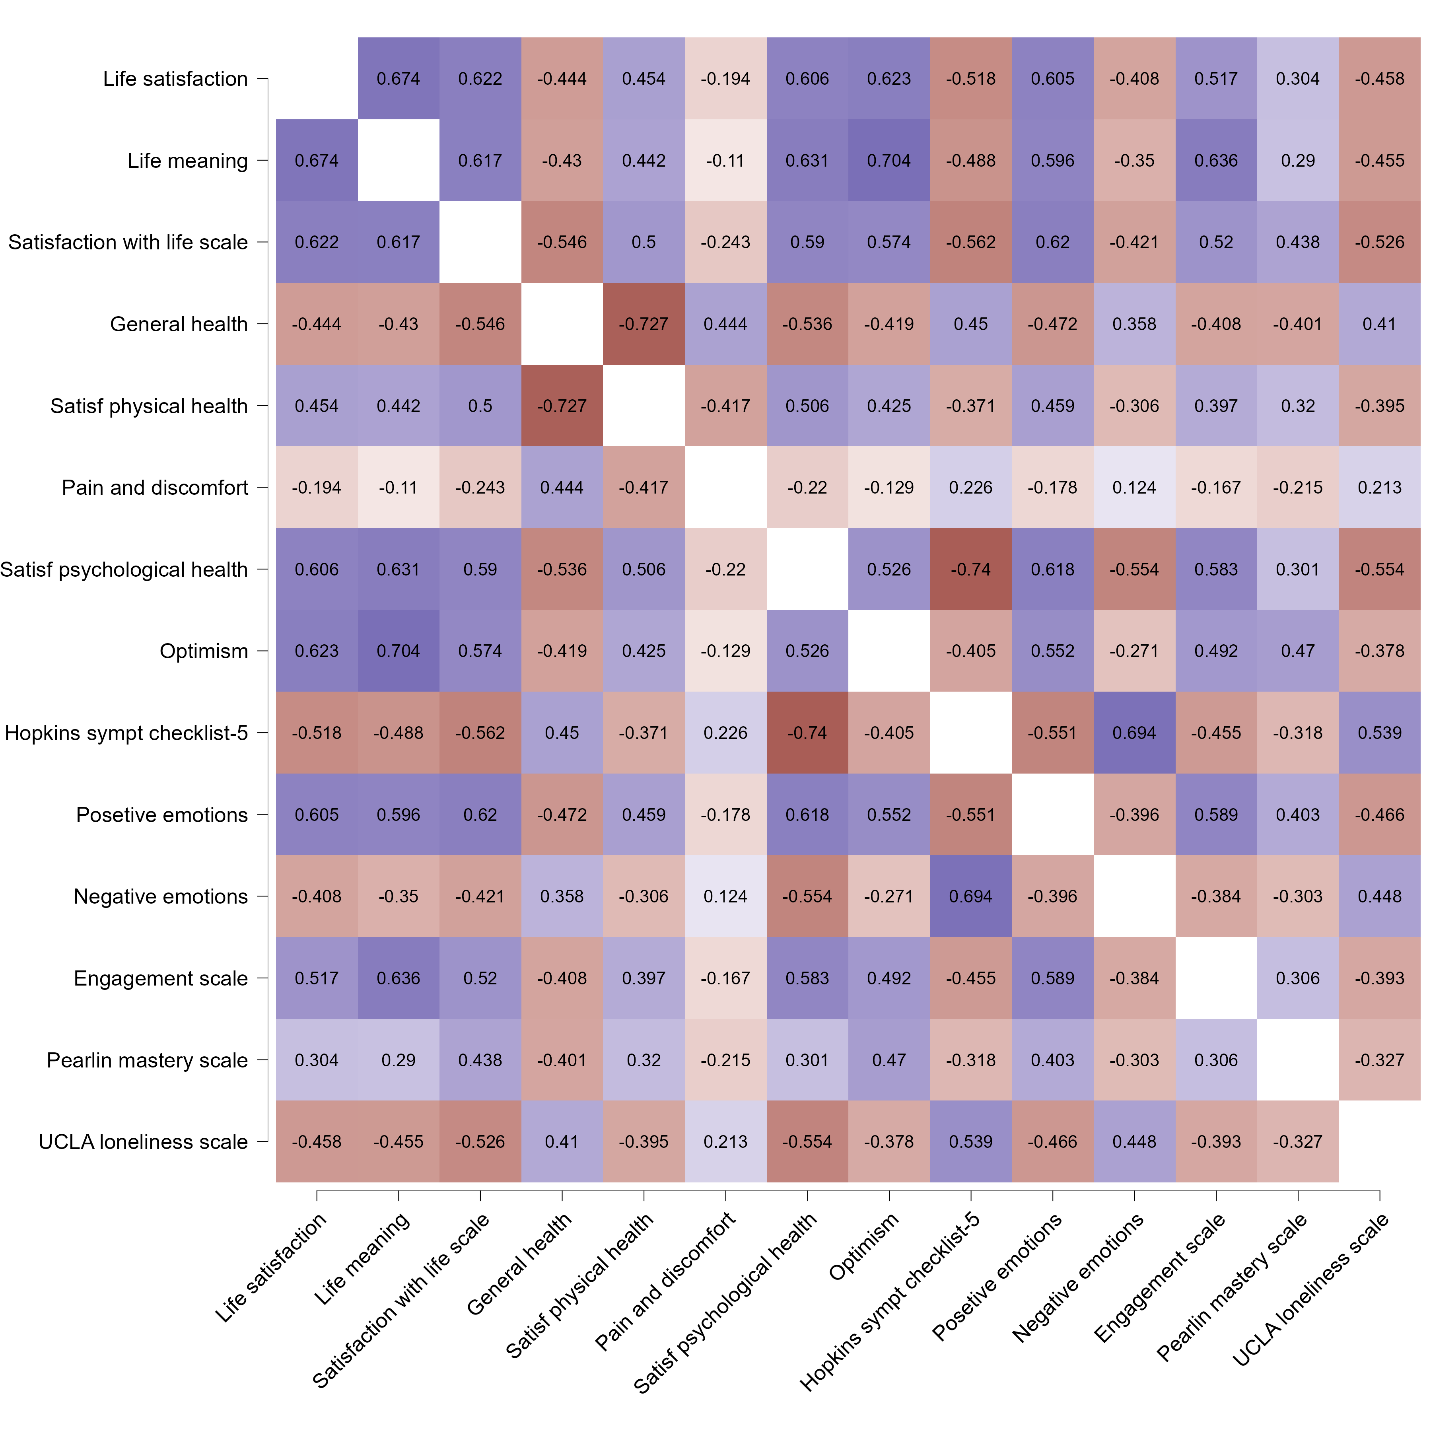 Life satisfaction 0.674 0.622 -0.444 0.454 -0.194 0.606 0.623 -0.518 0.605 -0.408 0.517 0.304 -0.458
Life meaning 0.674 0.617 -0.43 0.442 -0.11 0.631 0.704 -0.488 0.596 -0.35 0.636 0.29 -0.455
Satisfaction with life scale 0.622 0.617 -0.546 0.5 -0.243 0.59 0.574 -0.562 0.62 -0.421 0.52 0.438 -0.526
General health -0.444 -0.43 -0.546 -0.727 0.444 -0.536 -0.419 0.45 -0.472 0.358 -0.408 -0.401 0.41
Satisf physical health 0.454 0.442 0.5 -0.727 -0.417 0.506 0.425 -0.371 0.459 -0.306 0.397 0.32 -0.395
Pain and discomfort -0.194 -0.11 -0.243 0.444 -0.417 -0.22 -0.129 0.226 -0.178 0.124 -0.167 -0.215 0.213
Satisf psychological health 0.606 0.631 0.59 -0.536 0.506 -0.22 0.526 -0.74 0.618 -0.554 0.583 0.301 -0.554
Optimism 0.623 0.704 0.574 -0.419 0.425 -0.129 0.526 -0.405 0.552 -0.271 0.492 0.47 -0.378
Hopkins sympt checklist-5 -0.518 -0.488 -0.562 0.45 -0.371 0.226 -0.74 -0.405 -0.551 0.694 -0.455 -0.318 0.539
Posetive emotions 0.605 0.596 0.62 -0.472 0.459 -0.178 0.618 0.552 -0.551 -0.396 0.589 0.403 -0.466
Negative emotions -0.408 -0.35 -0.421 0.358 -0.306 0.124 -0.554 -0.271 0.694 -0.396 -0.384 -0.303 0.448
Engagement scale 0.517 0.636 0.52 -0.408 0.397 -0.167 0.583 0.492 -0.455 0.589 -0.384 0.306 -0.393
Pearlin mastery scale 0.304 0.29 0.438 -0.401 0.32 -0.215 0.301 0.47 -0.318 0.403 -0.303 0.306 -0.327
UCLA loneliness scale -0.458 -0.455 -0.526 0.41 -0.395 0.213 -0.554 -0.378 0.539 -0.466 0.448 -0.393 -0.327
Life satisfaction
Life meaning
Satisfaction with life scale
General health
Satisf physical health
Pain and discomfort
Satisf psychological health
Optimism
Hopkins sympt checklist-5
Posetive emotions
Negative emotions
Engagement scale
Pearlin mastery scale
UCLA loneliness scale